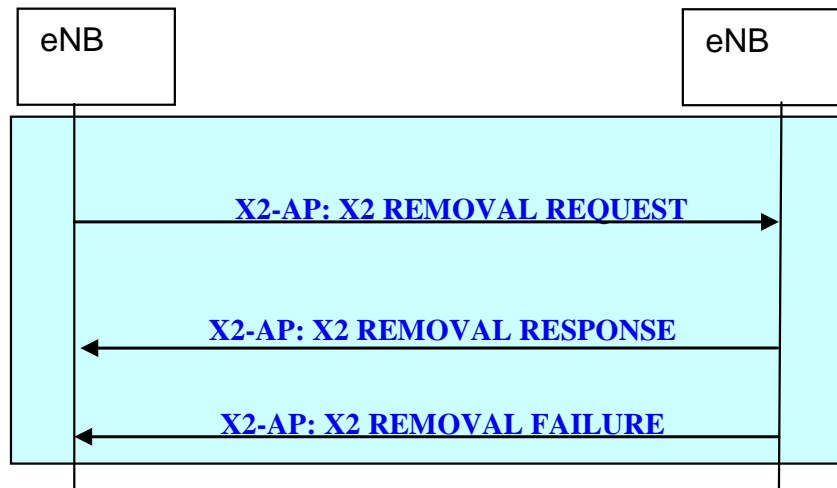 eNB
eNB
X2-AP: X2 REMOVAL REQUEST
X2-AP: X2 REMOVAL RESPONSE
X2-AP: X2 REMOVAL FAILURE